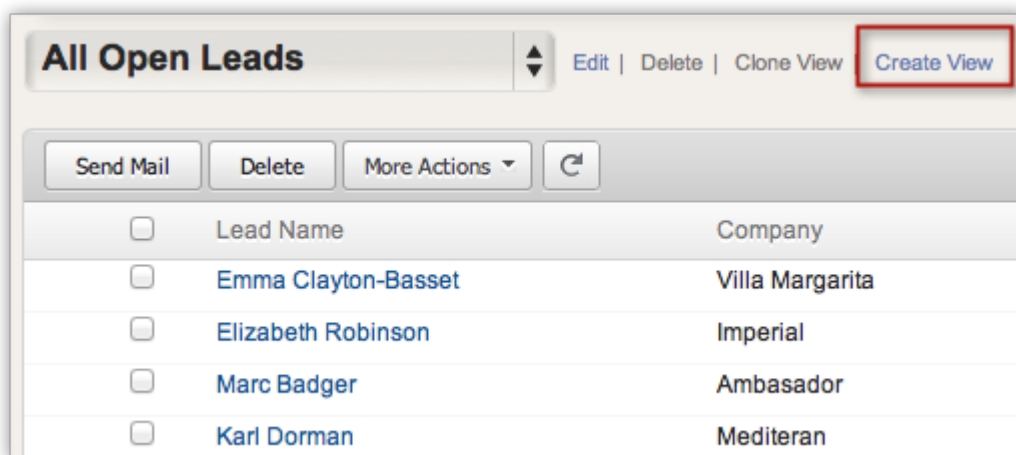 All Open Leads Edit | Delete | Clone View | Create View
Send Mail Delete More Actions
Lead Name Company
Emma Clayton-Basset Villa Margarita
Elizabeth Robinson Imperial
Marc Badger Ambasador
Karl Dorman Mediteran